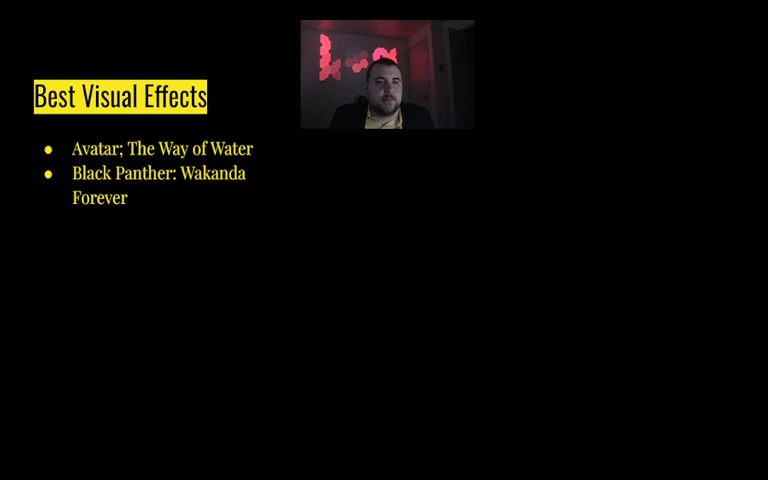 Best Visual Effects
● Avatar; The Way of Water
● Black Panther: Wakanda
Forever